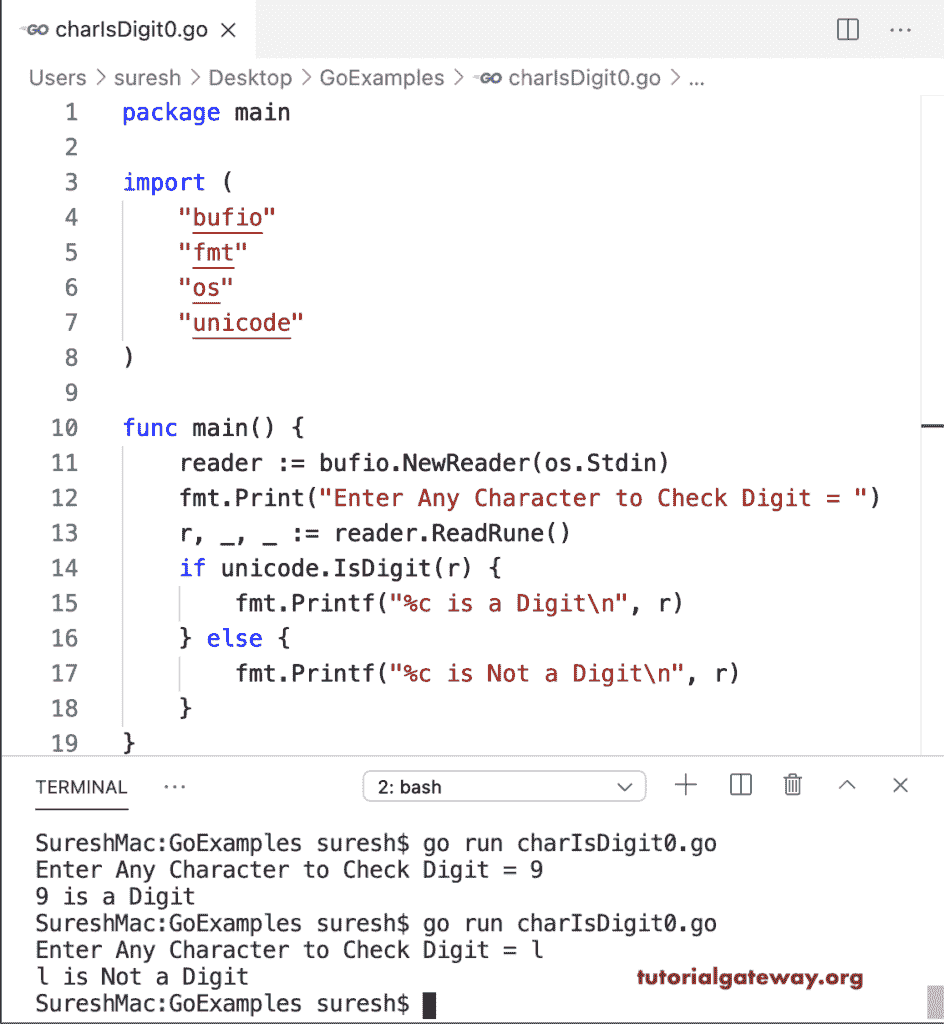 GO charIsDigit0.go
Users > suresh > Desktop > GoExamples > GO charIsDigit0.go > ...
1 package main
2
3 import (
4     "bufio"
5     "fmt"
6     "os"
7     "unicode"
8 )
9
10 func main() {
11     reader := bufio.NewReader(os.Stdin)
12     fmt.Print("Enter Any Character to Check Digit = ")
13     r, _, _ := reader.ReadRune()
14     if unicode.IsDigit(r) {
15         fmt.Printf("%c is a Digit\n", r)
16     } else {
17         fmt.Printf("%c is Not a Digit\n", r)
18     }
19 }
TERMINAL ... 2: bash
SureshMac:GoExamples suresh$ go run charIsDigit0.go
Enter Any Character to Check Digit = 9
9 is a Digit
SureshMac:GoExamples suresh$ go run charIsDigit0.go
Enter Any Character to Check Digit = l
l is Not a Digit
tutorialgateway.org
SureshMac:GoExamples suresh$